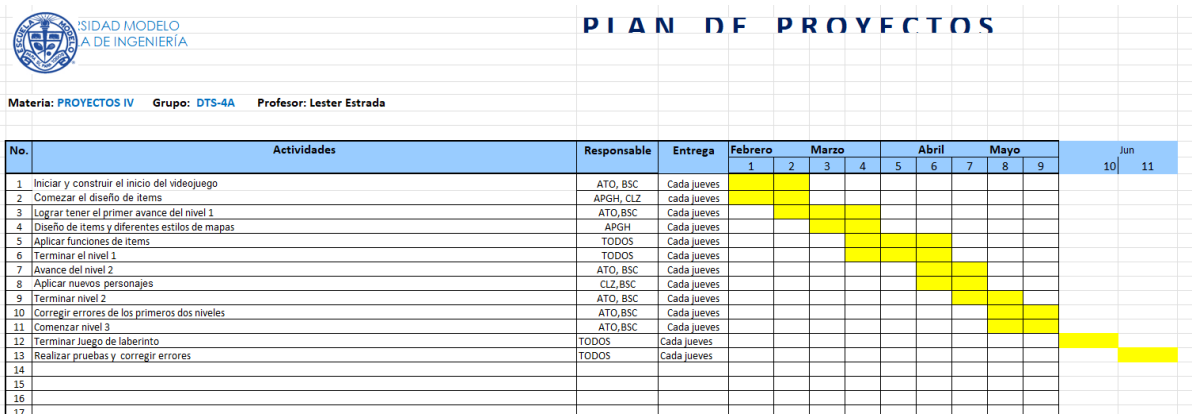 ESCUELA MODELO
RSIDAD MODELO
LA DE INGENIERÍA
PLAN DE PROYECTOS
Materia: PROYECTOS IV Grupo: DTS-4A Profesor: Lester Estrada
No. Actividades Responsable Entrega Febrero Marzo Abril Mayo Jun
1 2 3 4 5 6 7 8 9 10 11
1 Iniciar y construir el inicio del videojuego ATO, BSC Cada jueves
2 Comezar el diseño de items APGH, CLZ cada jueves
3 Lograr tener el primer avance del nivel 1 ATO,BSC Cada jueves
4 Diseño de items y diferentes estilos de mapas APGH Cada jueves
5 Aplicar funciones de items TODOS Cada jueves
6 Terminar el nivel 1 TODOS Cada jueves
7 Avance del nivel 2 ATO, BSC Cada jueves
8 Aplicar nuevos personajes CLZ,BSC Cada jueves
9 Terminar nivel 2 ATO, BSC Cada jueves
10 Corregir errores de los primeros dos niveles ATO,BSC Cada jueves
11 Comenzar nivel 3 ATO,BSC Cada jueves
12 Terminar Juego de laberinto TODOS Cada jueves
13 Realizar pruebas y corregir errores TODOS Cada jueves
14
15
16
17